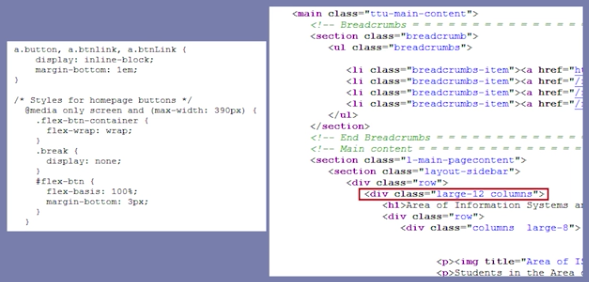 a.button, a.btnlink, a.btnLink {
display: inline-block;
margin-bottom: 1em;
}
/* Styles for homepage buttons */
@media only screen and (max-width: 390px) {
.flex-btn-container {
flex-wrap: wrap;
}
.break {
display: none;
}
#flex-btn {
flex-basis: 100%;
margin-bottom: 3px;
}
}
<main class="ttu-main-content">
<!-- Breadcrumbs = = = = = = = = = = = = = = = = =
<section class="breadcrumb">
<ul class="breadcrumbs">
<li class="breadcrumbs-item"><a href="ht
<li class="breadcrumbs-item"><a href="/
<li class="breadcrumbs-item"><a href="/
<li class="breadcrumbs-item"><a href="/
</ul>
</section>
<!-- End Breadcrumbs = = = = = = = = = = = = = = =
<!-- Main content = = = = = = = = = = = = = = = = =
<section class="l-main-pagecontent">
<section class="layout-sidebar">
<div class="row">
<div class="large-12 columns">
<h1>Area of Information Systems an
<div class="row">
<div class="columns large-8">
<p><img title="Area of IS
<p>Students in the Area o